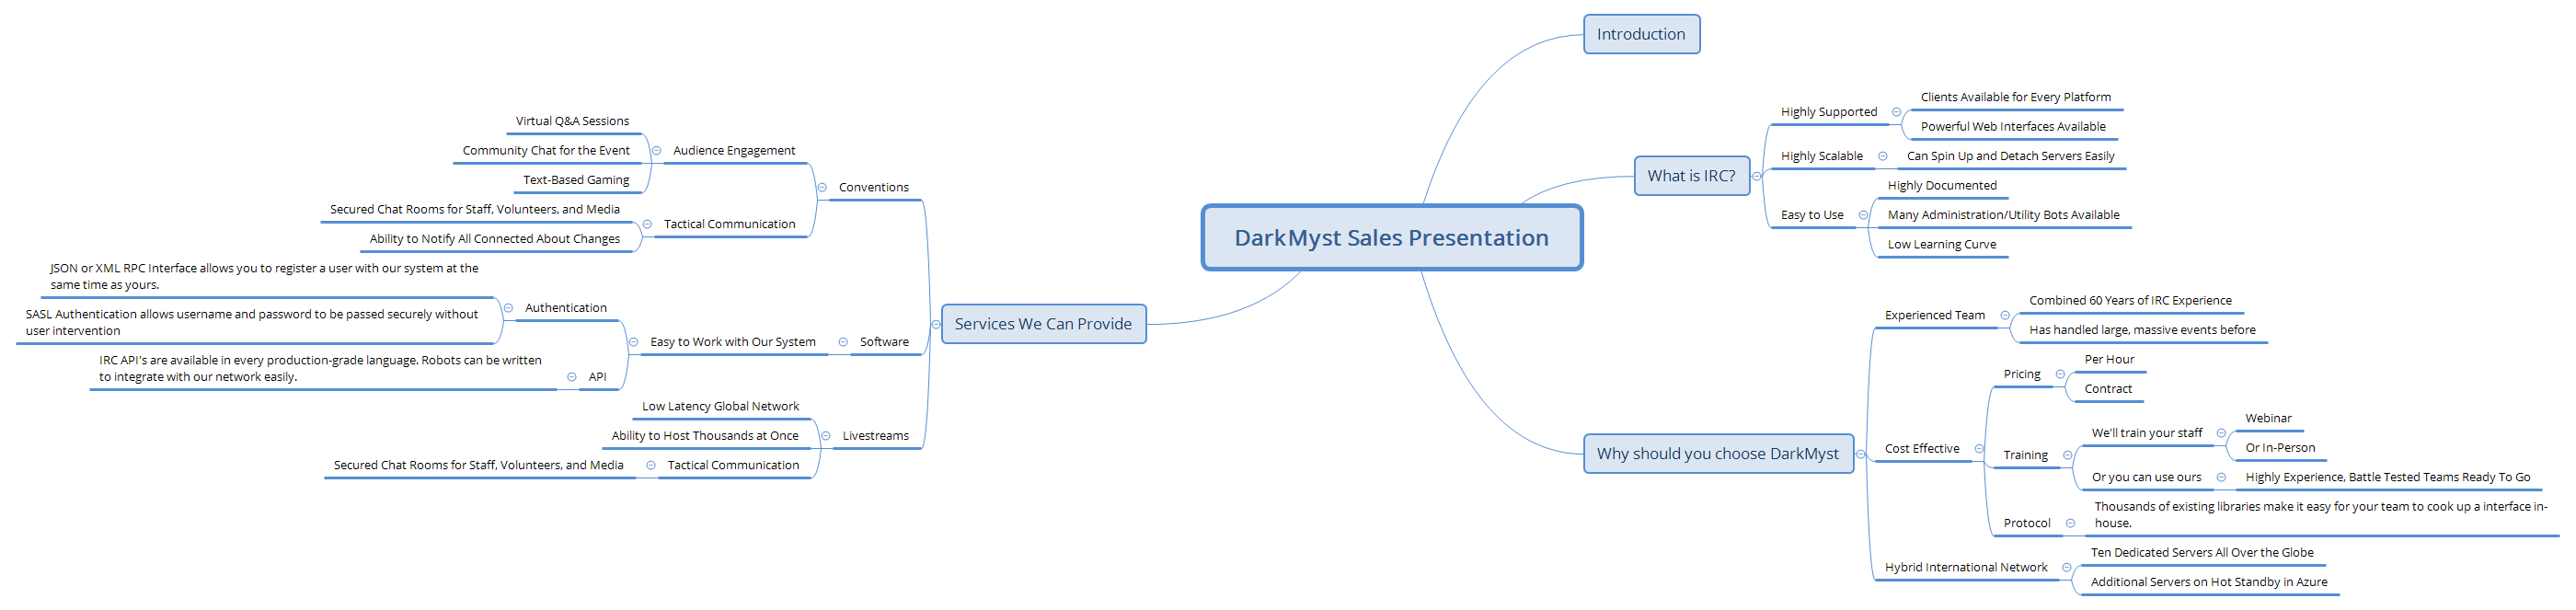 DarkMyst Sales Presentation
Introduction
What is IRC?
Highly Supported
Clients Available for Every Platform
Powerful Web Interfaces Available
Highly Scalable
Can Spin Up and Detach Servers Easily
Easy to Use
Highly Documented
Many Administration/Utility Bots Available
Low Learning Curve
Why should you choose DarkMyst
Experienced Team
Combined 60 Years of IRC Experience
Has handled large, massive events before
Cost Effective
Pricing
Per Hour
Contract
Training
We'll train your staff
Webinar
Or In-Person
Or you can use ours
Highly Experience, Battle Tested Teams Ready To Go
Protocol
Thousands of existing libraries make it easy for your team to cook up a interface in-
house.
Hybrid International Network
Ten Dedicated Servers All Over the Globe
Additional Servers on Hot Standby in Azure
Services We Can Provide
Conventions
Audience Engagement
Virtual Q&A Sessions
Community Chat for the Event
Text-Based Gaming
Tactical Communication
Secured Chat Rooms for Staff, Volunteers, and Media
Ability to Notify All Connected About Changes
Software
Easy to Work with Our System
Authentication
JSON or XML RPC Interface allows you to register a user with our system at the
same time as yours.
SASL Authentication allows username and password to be passed securely without
user intervention
API
IRC API's are available in every production-grade language. Robots can be written
to integrate with our network easily.
Livestreams
Low Latency Global Network
Ability to Host Thousands at Once
Tactical Communication
Secured Chat Rooms for Staff, Volunteers, and Media